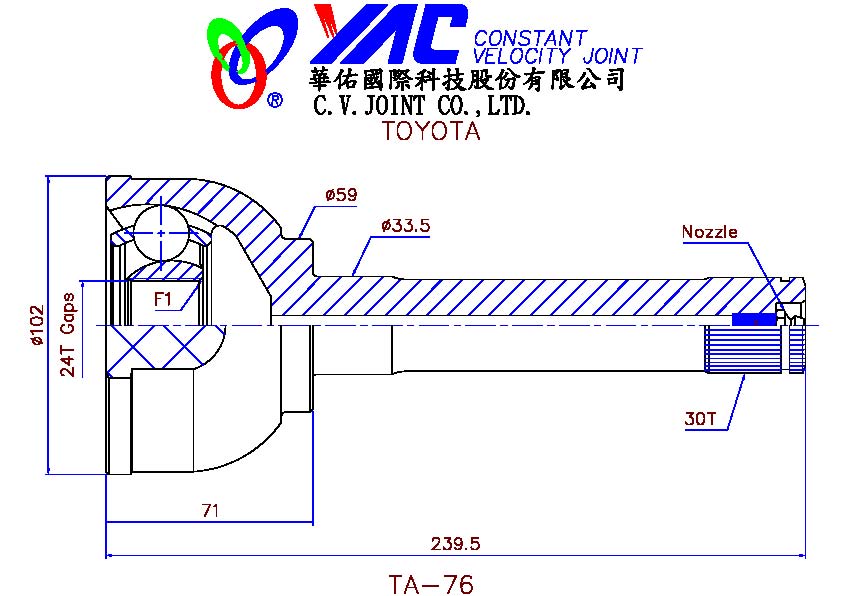 YAC CONSTANT
VELOCITY JOINT
®
華佑國際科技股份有限公司
C.V.JOINT CO.,LTD.
TOYOTA
ø59
ø33.5
Nozzle
F1
24T Gaps
ø102
30T
71
239.5
TA-76